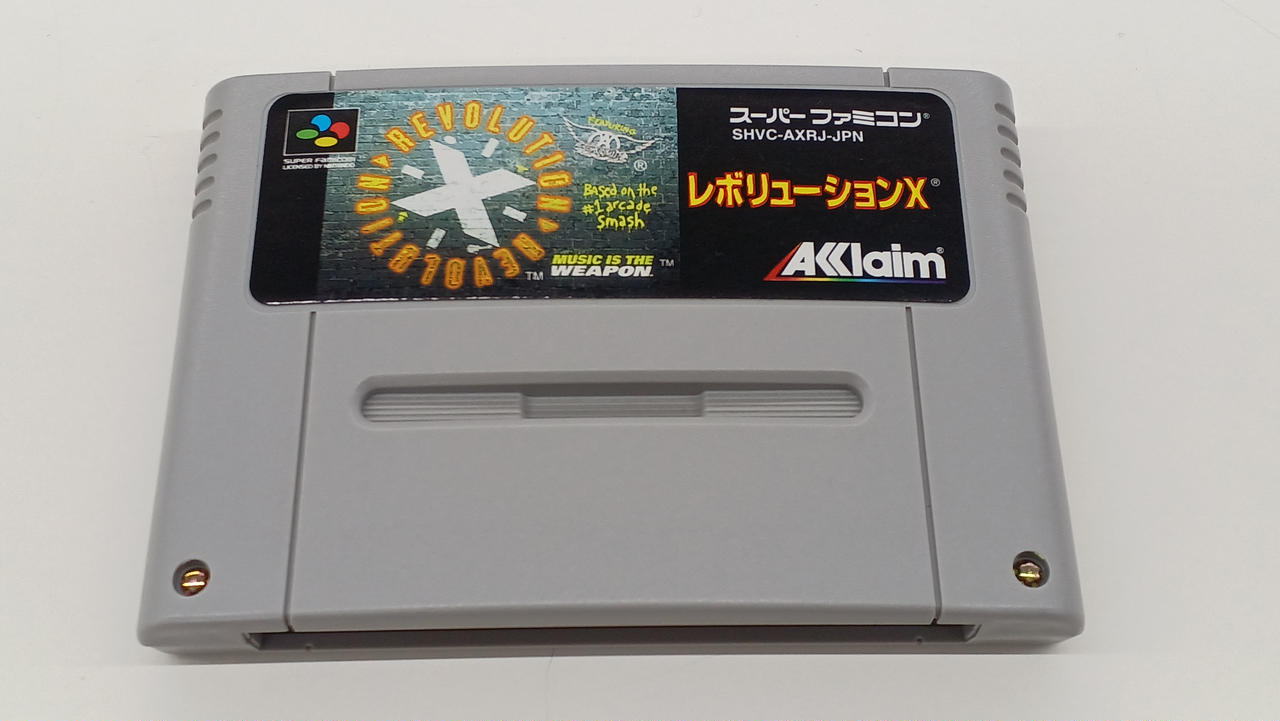 SUPER FAMICOM
LICENSED BY NINTENDO
REVOLUTION
REVOLUTION
X
TM
FEATURING
®
Based on the
#1 arcade
Smash
MUSIC IS THE
WEAPON.
TM
スーパーファミコン®
SHVC-AXRJ-JPN
レボリューションX®
AKKlaim®